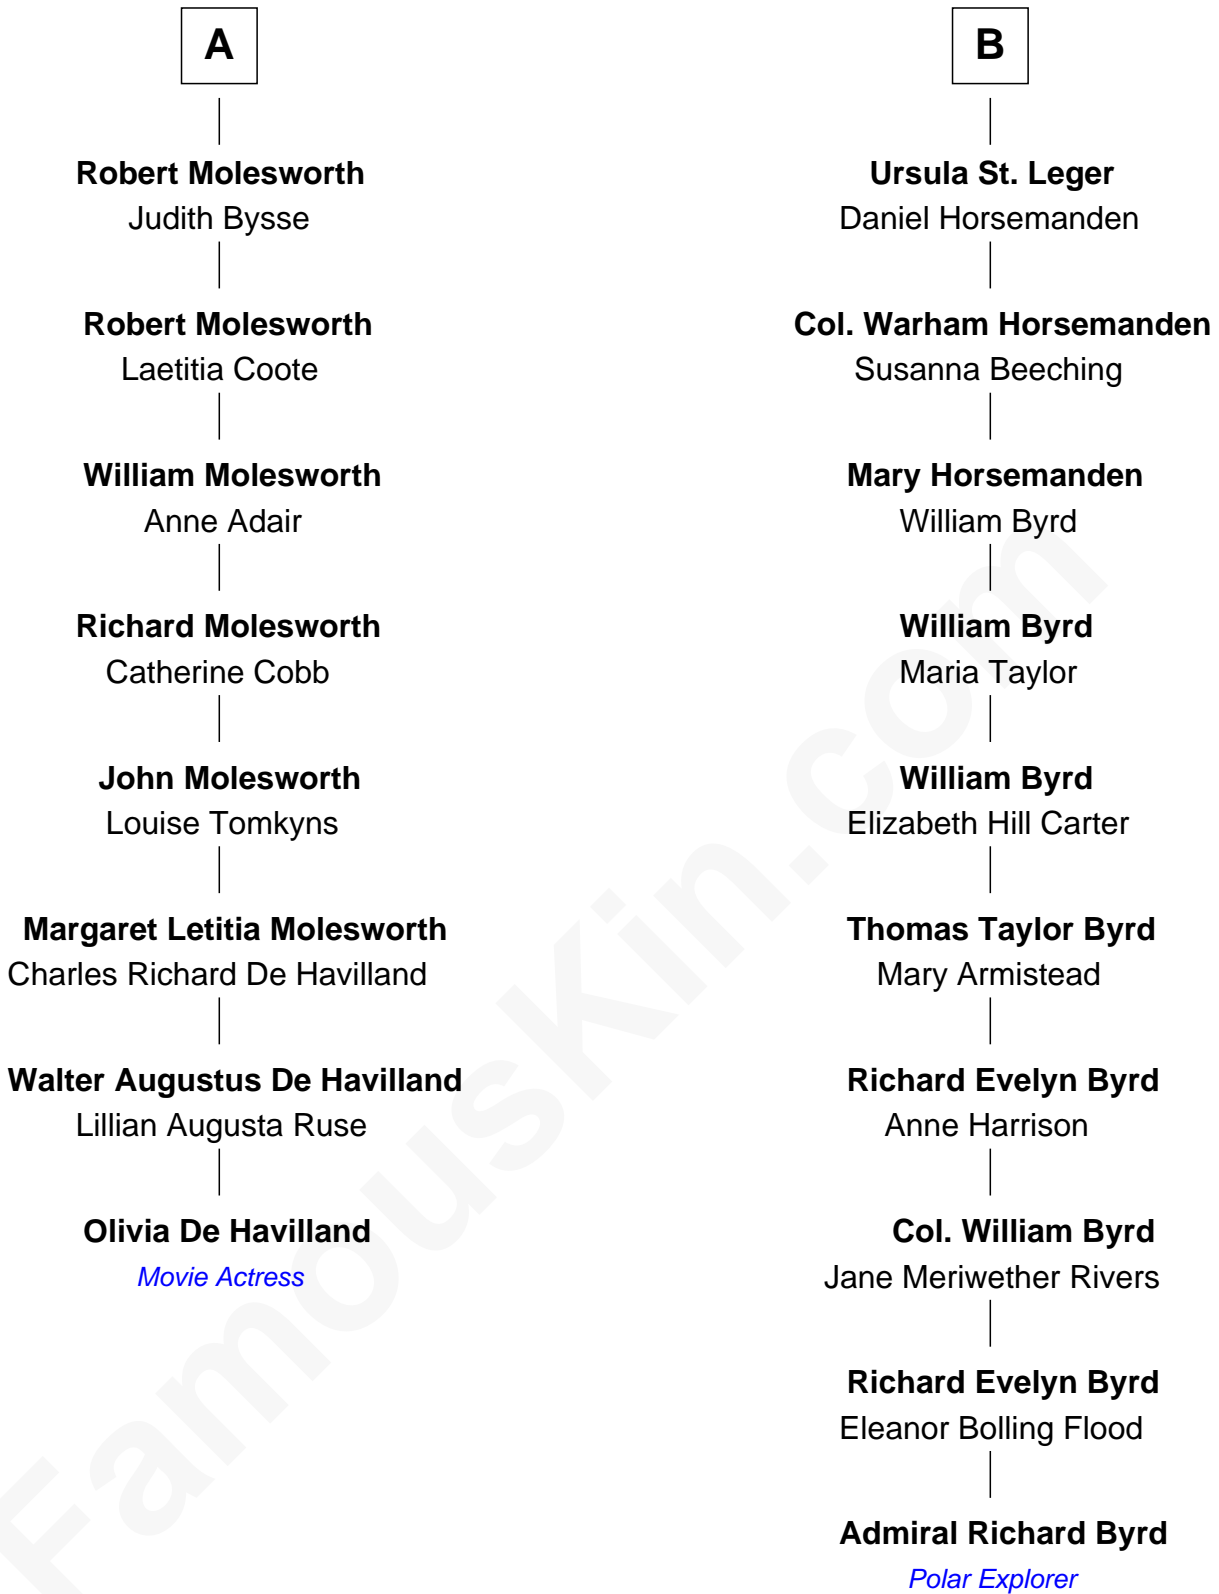 A
Robert Molesworth
Judith Bysse
Robert Molesworth
Laetitia Coote
William Molesworth
Anne Adair
Richard Molesworth
Catherine Cobb
John Molesworth
Louise Tomkyns
Margaret Letitia Molesworth
Charles Richard De Havilland
Walter Augustus De Havilland
Lillian Augusta Ruse
Olivia De Havilland
Movie Actress
B
Ursula St. Leger
Daniel Horsemanden
Col. Warham Horsemanden
Susanna Beeching
Mary Horsemanden
William Byrd
William Byrd
Maria Taylor
William Byrd
Elizabeth Hill Carter
Thomas Taylor Byrd
Mary Armistead
Richard Evelyn Byrd
Anne Harrison
Col. William Byrd
Jane Meriwether Rivers
Richard Evelyn Byrd
Eleanor Bolling Flood
Admiral Richard Byrd
Polar Explorer
FamousKin.com